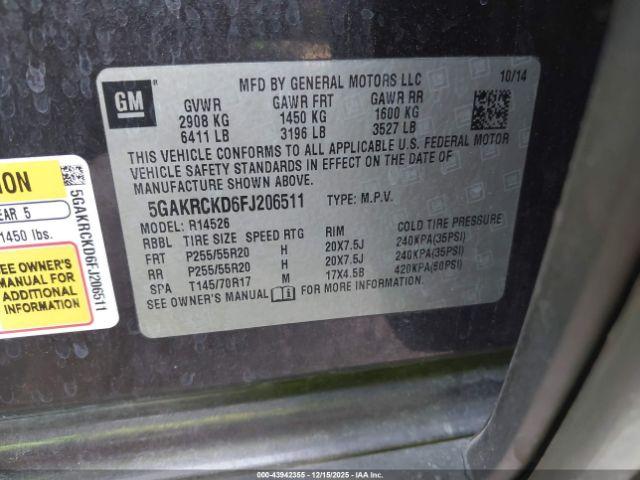 GM
MFD BY GENERAL MOTORS LLC
10/14
GVWR GAWR FRT GAWR RR
2908 KG 1450 KG 1600 KG
6411 LB 3196 LB 3527 LB
THIS VEHICLE CONFORMS TO ALL APPLICABLE U.S. FEDERAL MOTOR
VEHICLE SAFETY STANDARDS IN EFFECT ON THE DATE OF
MANUFACTURE SHOWN ABOVE.
5GAKRCKD6FJ206511 TYPE: M.P.V.
MODEL: R14526
RBBL TIRE SIZE SPEED RTG RIM COLD TIRE PRESSURE
FRT P255/55R20 H 20X7.5J 240KPA(35PSI)
RR P255/55R20 H 20X7.5J 240KPA(35PSI)
SPA T145/70R17 M 17X4.5B 420KPA(60PSI)
SEE OWNER'S MANUAL FOR MORE INFORMATION.
ION
EAR 5
1450 lbs.
SEE OWNER'S
MANUAL FOR
ADDITIONAL
INFORMATION
5GAKRCKD6FJ206511
000-43942355 - 12/15/2025 - IAAI.COM